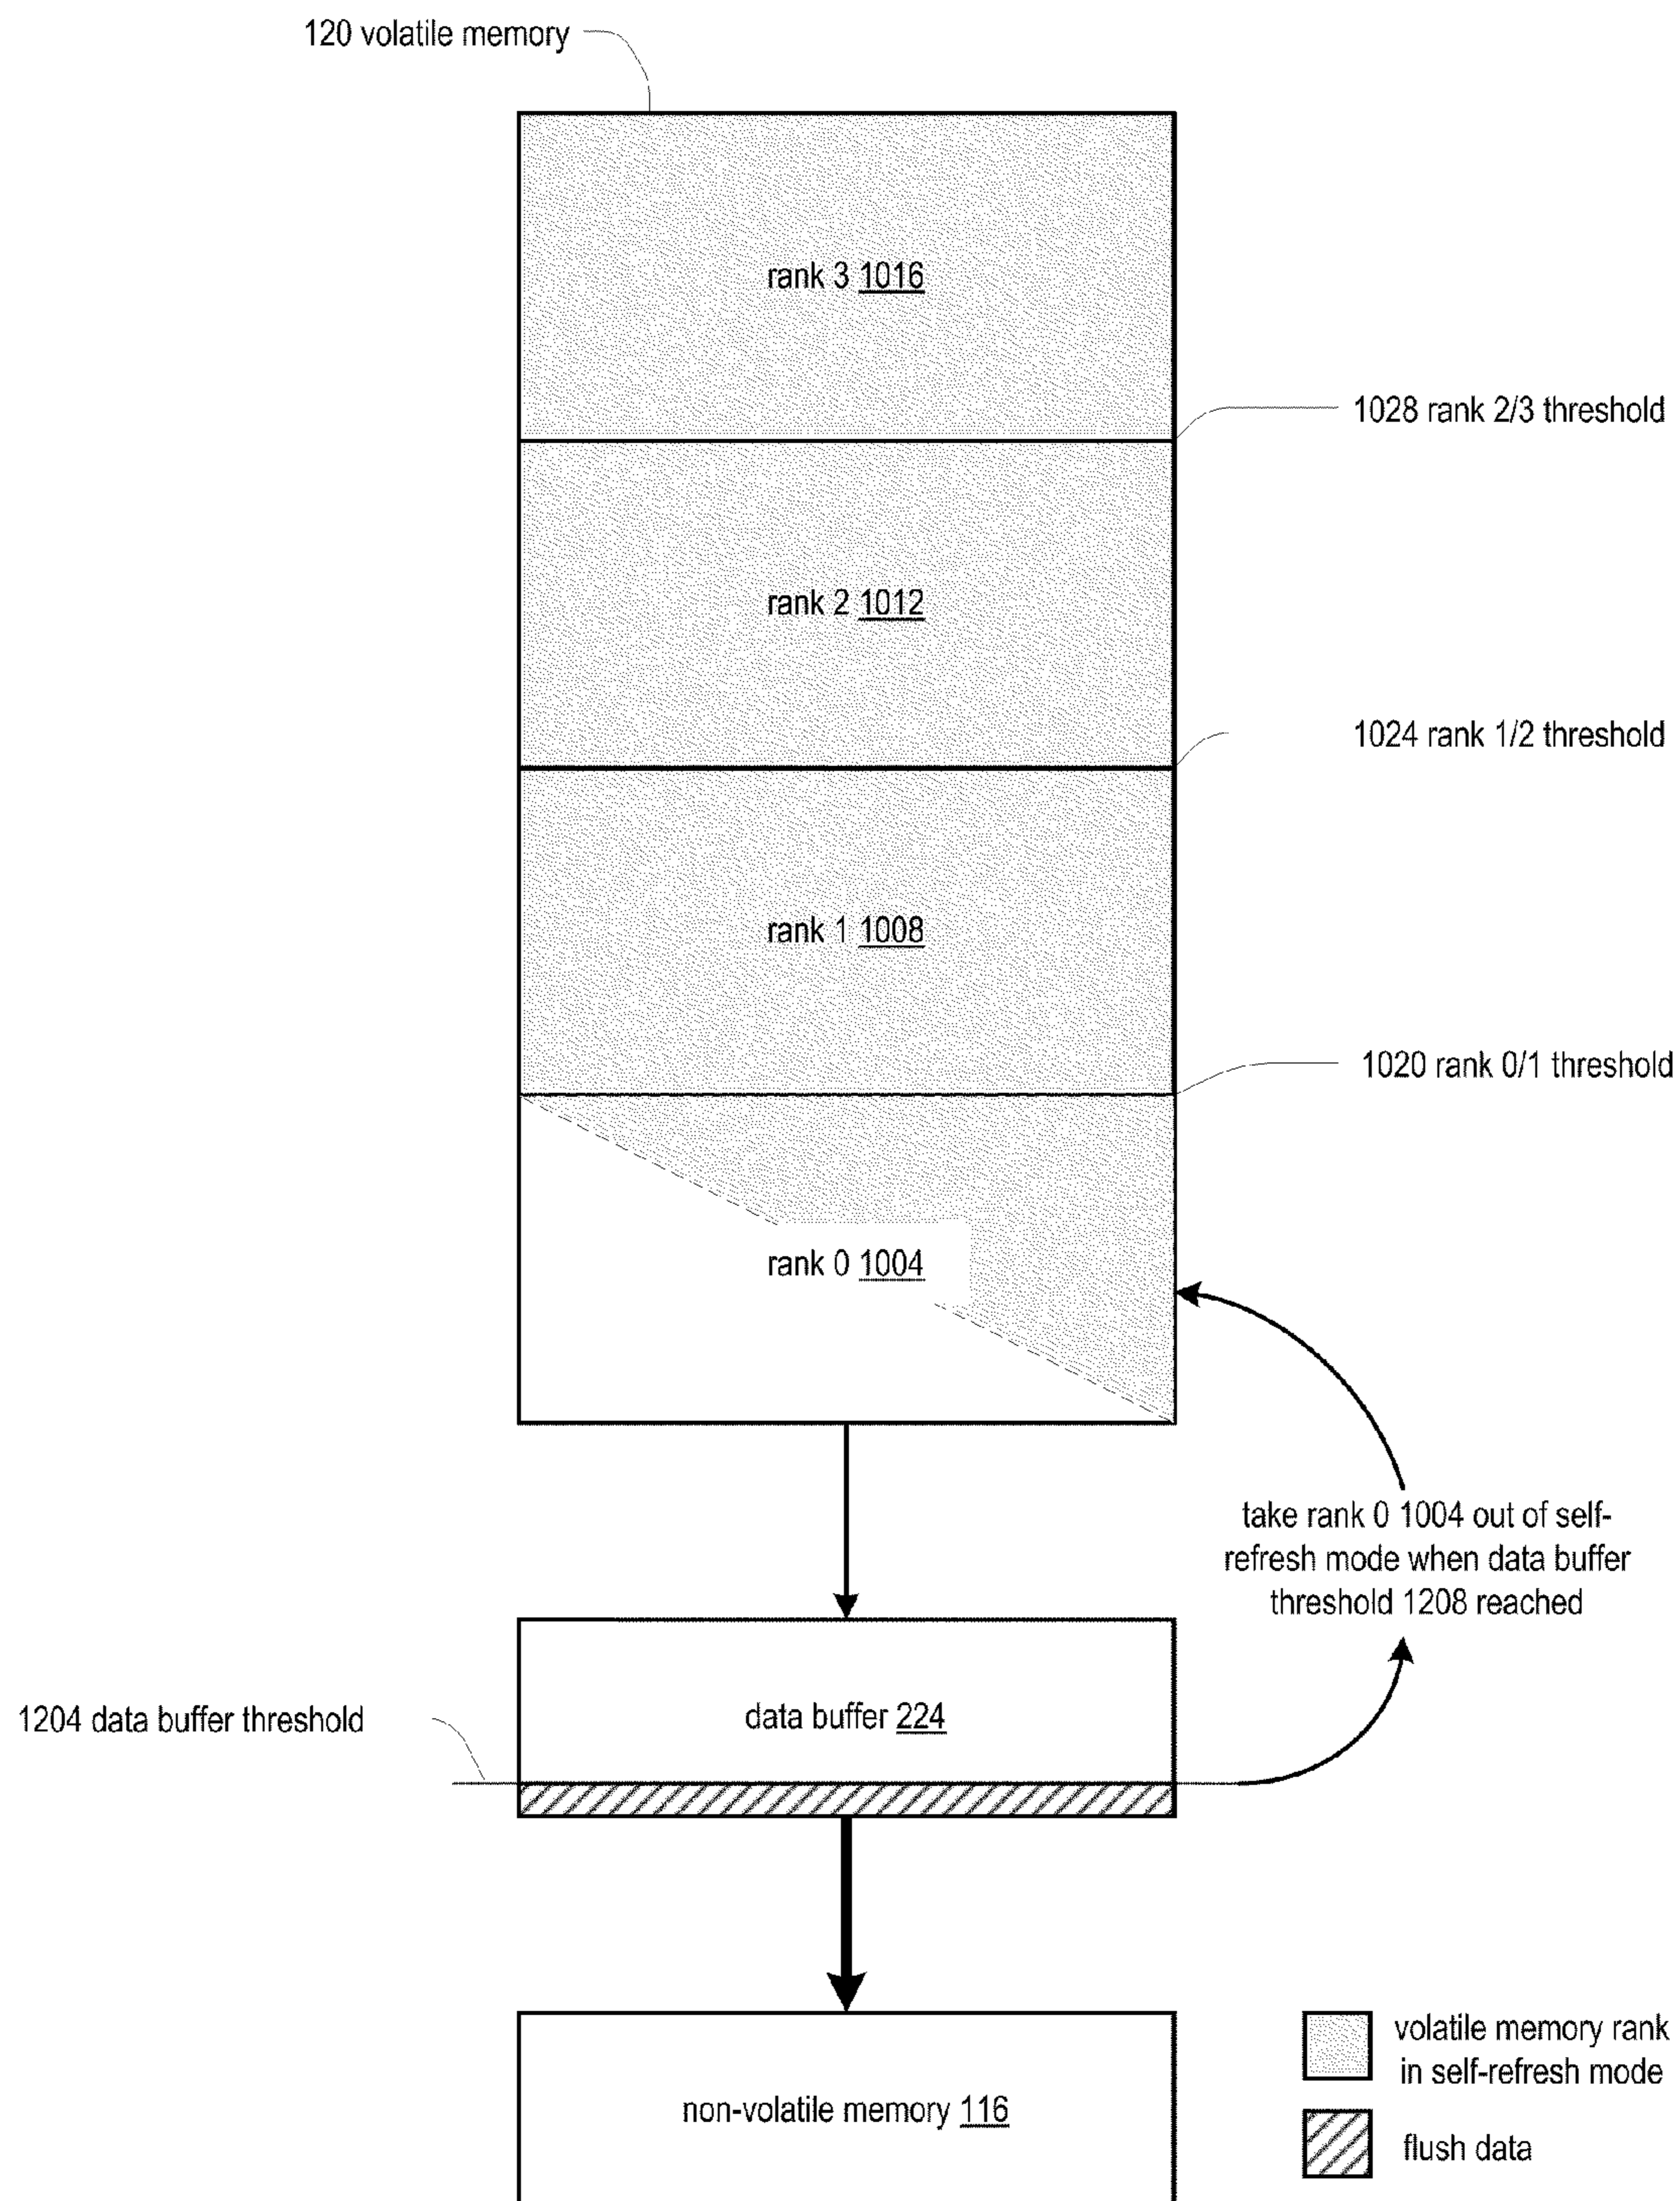 120 volatile memory
rank 3 1016
1028 rank 2/3 threshold
rank 2 1012
1024 rank 1/2 threshold
rank 1 1008
1020 rank 0/1 threshold
rank 0 1004
take rank 0 1004 out of self-
refresh mode when data buffer
threshold 1208 reached
1204 data buffer threshold
data buffer 224
volatile memory rank
in self-refresh mode
non-volatile memory 116
flush data